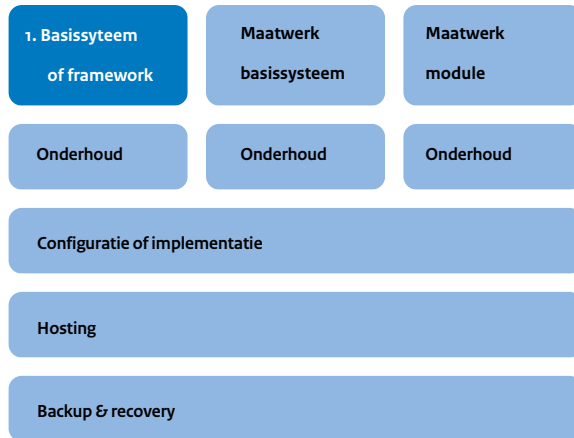 1. Basissyteem
of framework
Maatwerk
basissysteem
Maatwerk
module
Onderhoud
Onderhoud
Onderhoud
Configuratie of implementatie
Hosting
Backup & recovery